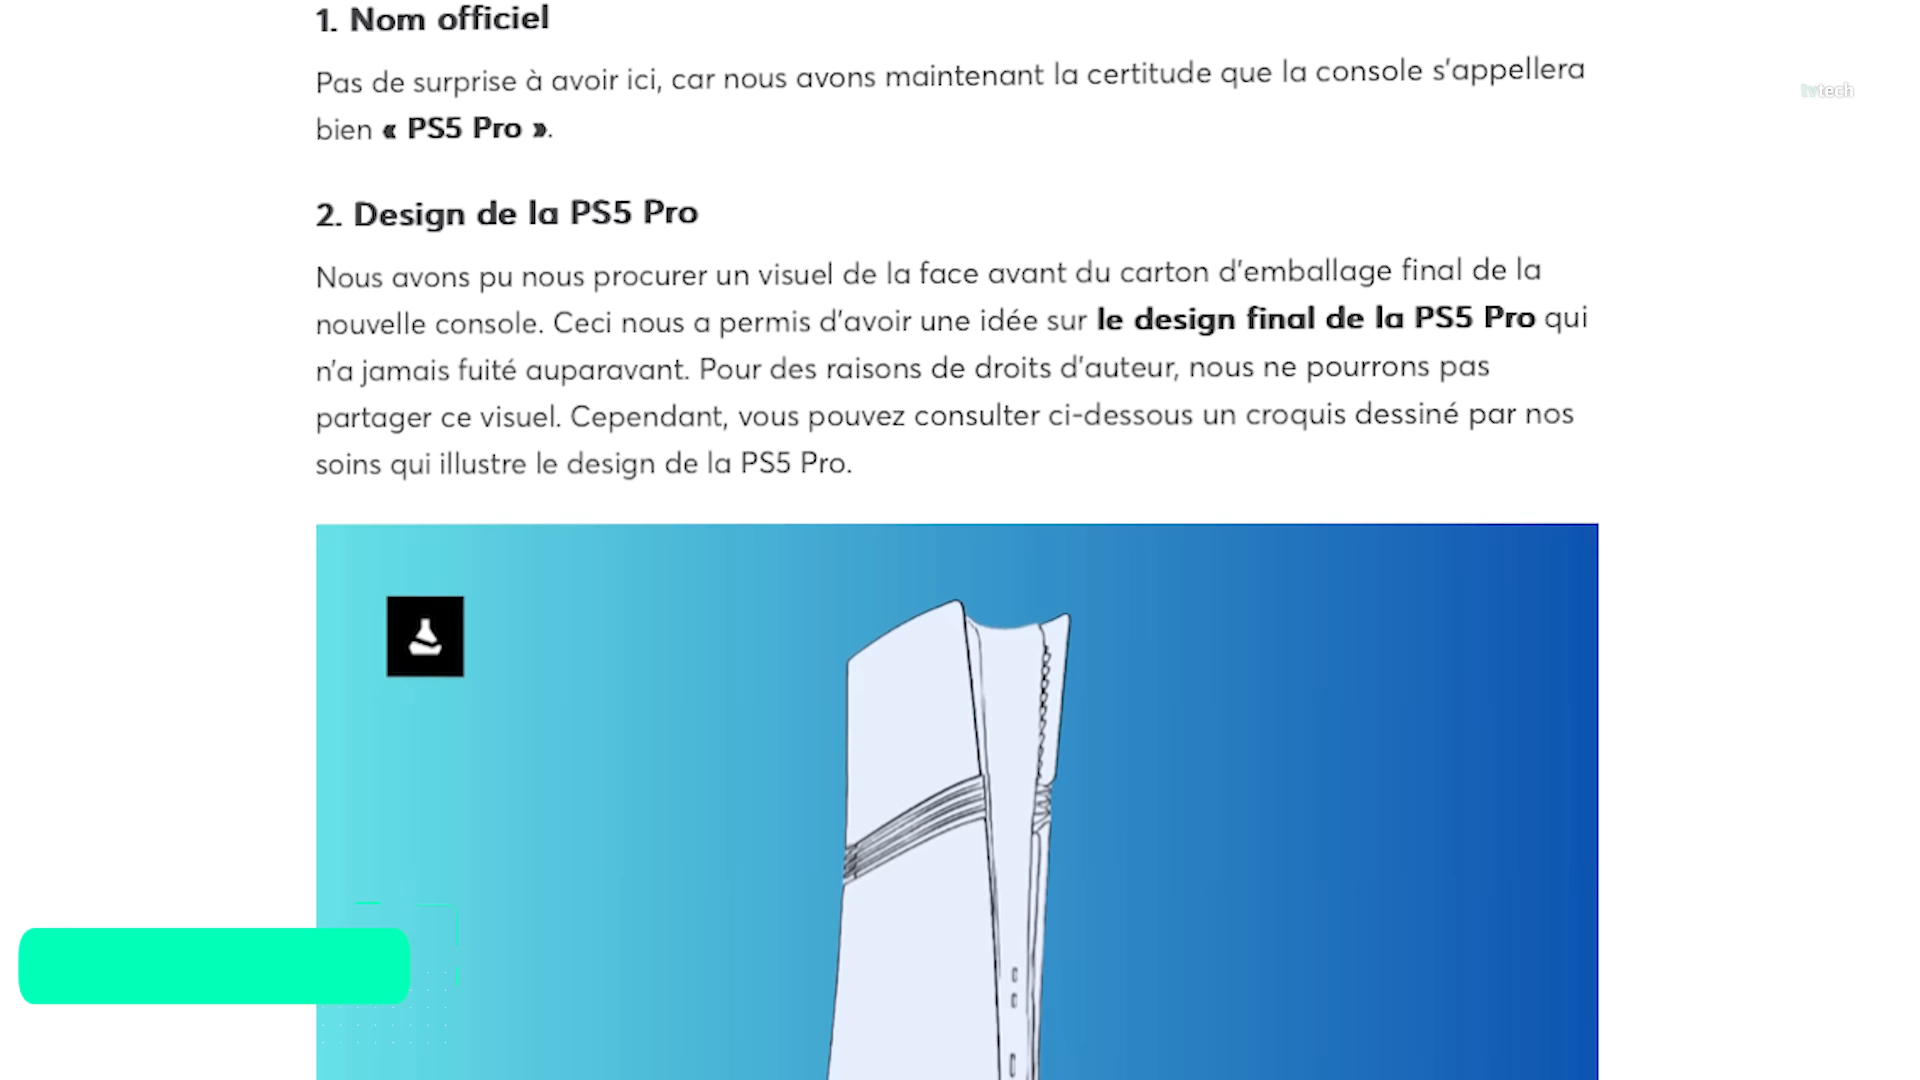 1. Nom officiel
Pas de surprise à avoir ici, car nous avons maintenant la certitude que la console s'appellera
bien « PS5 Pro ».
tvtech
2. Design de la PS5 Pro
Nous avons pu nous procurer un visuel de la face avant du carton d'emballage final de la
nouvelle console. Ceci nous a permis d'avoir une idée sur le design final de la PS5 Pro qui
n'a jamais fuité auparavant. Pour des raisons de droits d'auteur, nous ne pourrons pas
partager ce visuel. Cependant, vous pouvez consulter ci-dessous un croquis dessiné par nos
soins qui illustre le design de la PS5 Pro.